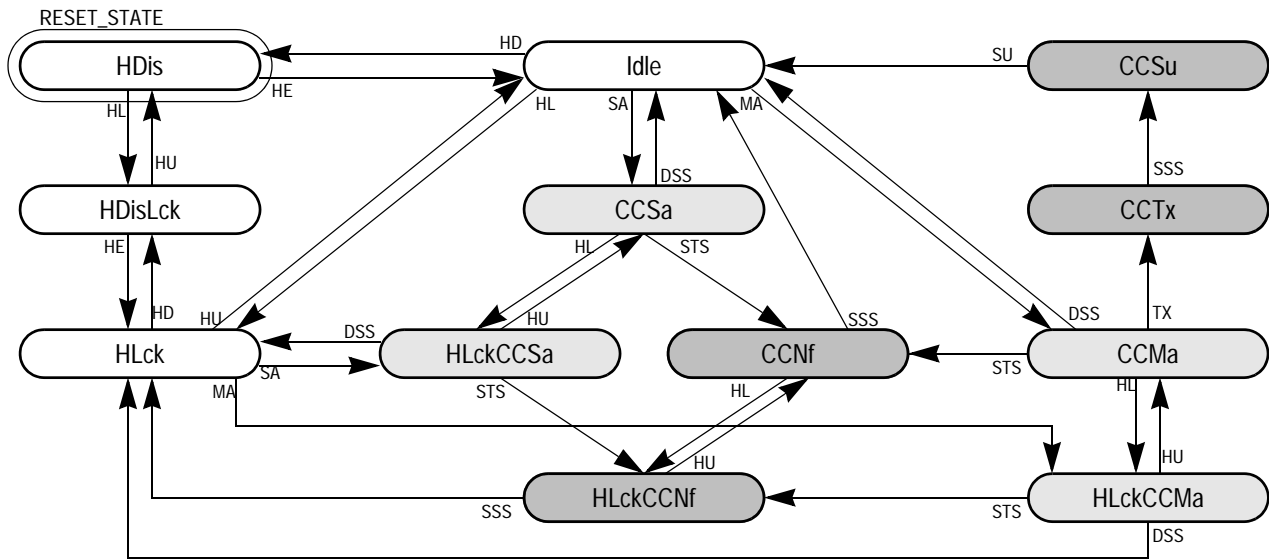 RESET_STATE
HDis
HD
Idle
SU
CCSu
HE
HL
HL
SA
MA
HU
DSS
SSS
HDisLck
CCSa
CCTx
HE
HL
STS
HD
HU
DSS
HU
SSS
DSS
TX
HLck
HLckCCSa
CCNf
CCMa
SA
MA
STS
HL
STS
HL
HU
HU
HLckCCNf
HLckCCMa
SSS
STS
DSS